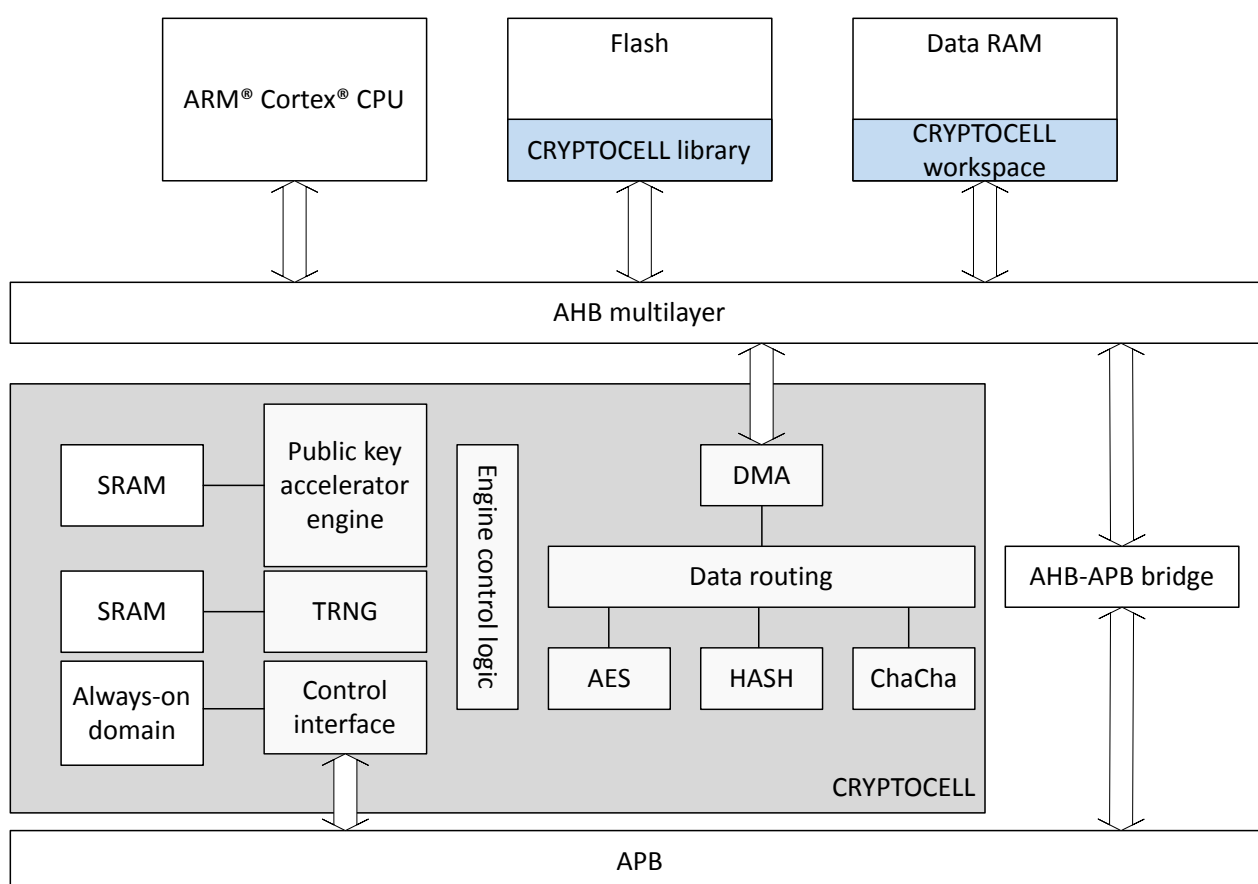 ARM® Cortex® CPU
Flash
CRYPTOCELL library
Data RAM
CRYPTOCELL
workspace
AHB multilayer
SRAM
Public key
accelerator
engine
Engine control logic
DMA
Data routing
AHB-APB bridge
SRAM
TRNG
AES
HASH
ChaCha
Always-on
domain
Control
interface
CRYPTOCELL
APB